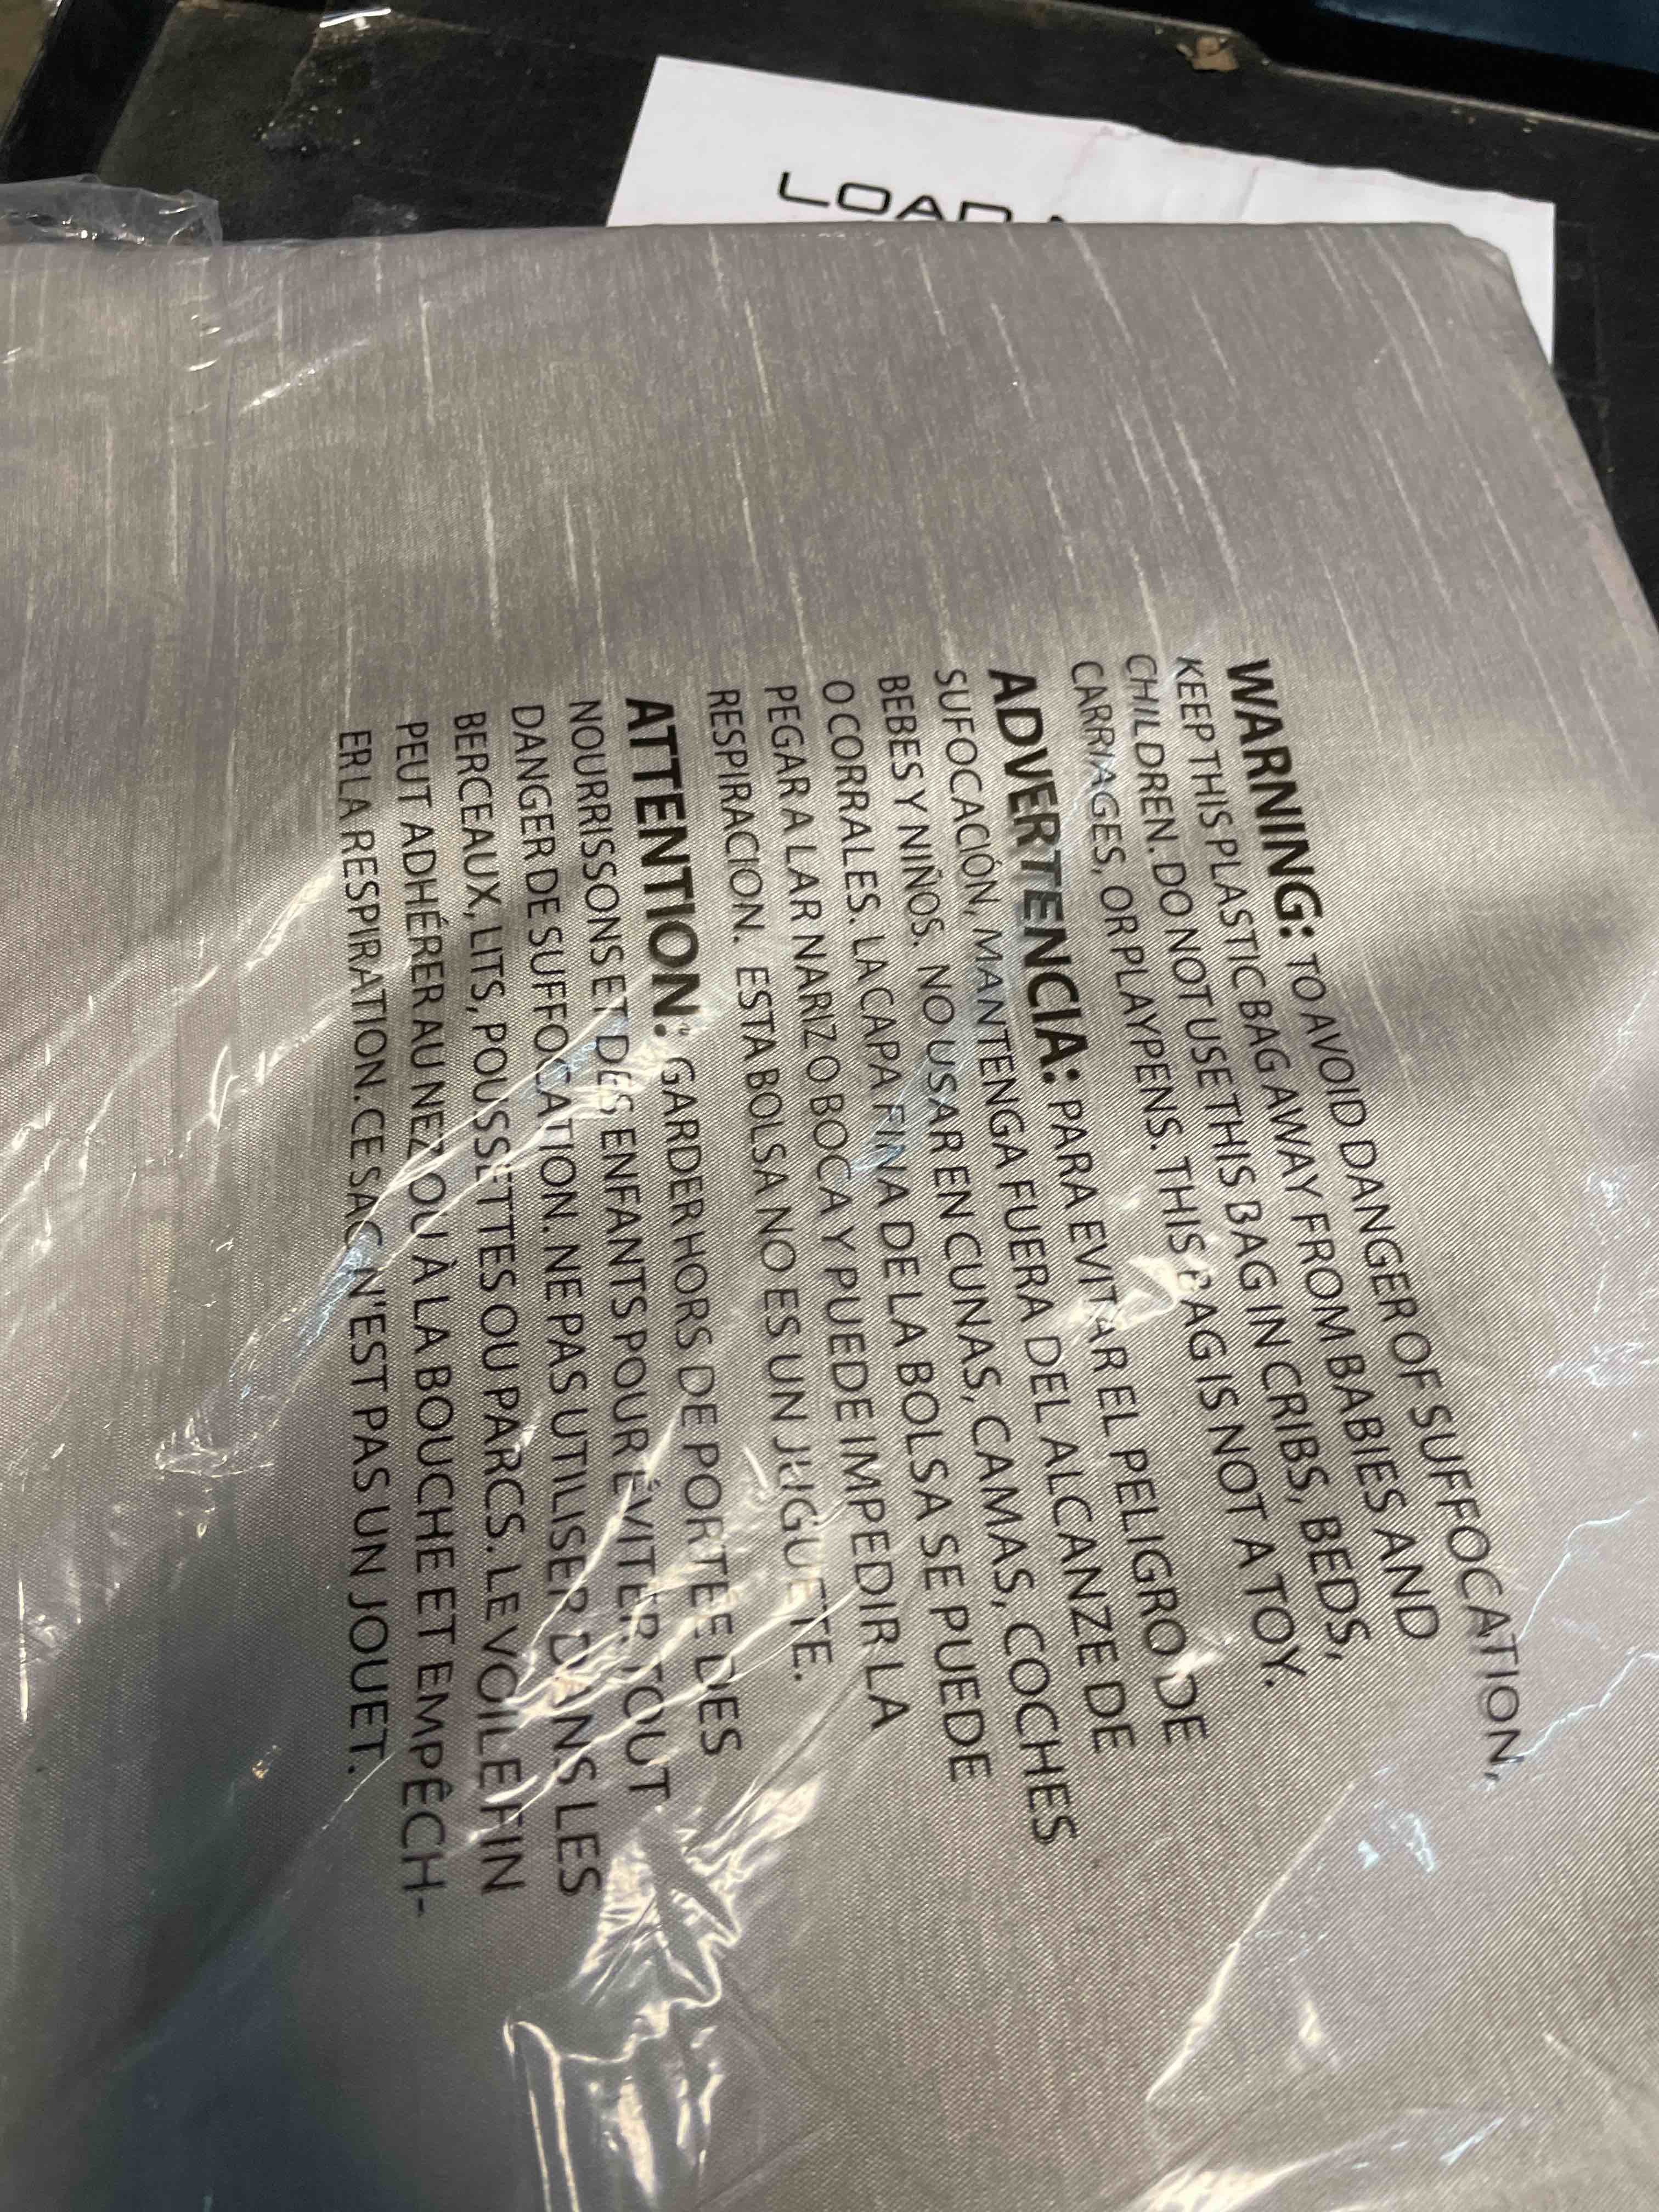 LOAD
WARNING: TO AVOID DANGER OF SUFFOCATION,
KEEP THIS PLASTIC BAG AWAY FROM BABIES AND
CHILDREN. DO NOT USE THIS BAG IN CRIBS, BEDS,
CARRIAGES, OR PLAYPENS. THIS BAG IS NOT A TOY.
ADVERTENCIA: PARA EVITAR EL PELIGRO DE
SUFOCACIÓN, MANTENGA FUERA DEL ALCANZE DE
BEBES Y NIÑOS. NO USAR EN CUNAS, CAMAS, COCHES
O CORRALES. LA CAPA FINA DE LA BOLSA SE PUEDE
PEGAR A LAR NARIZ O BOCA Y PUEDE IMPEDIR LA
RESPIRACION. ESTA BOLSA NO ES UN JUGUETE.
ATTENTION: GARDER HORS DE PORTÉE DES
NOURRISSONS ET DES ENFANTS POUR ÉVITER TOUT
DANGER DE SUFFOCATION. NE PAS UTILISER DANS LES
BERCEAUX, LITS, POUSSETTES OU PARCS. LE VOILE FIN
PEUT ADHÉRER AU NEZ OU À LA BOUCHE ET EMPÊCH-
ER LA RESPIRATION. CE SAC N'EST PAS UN JOUET.